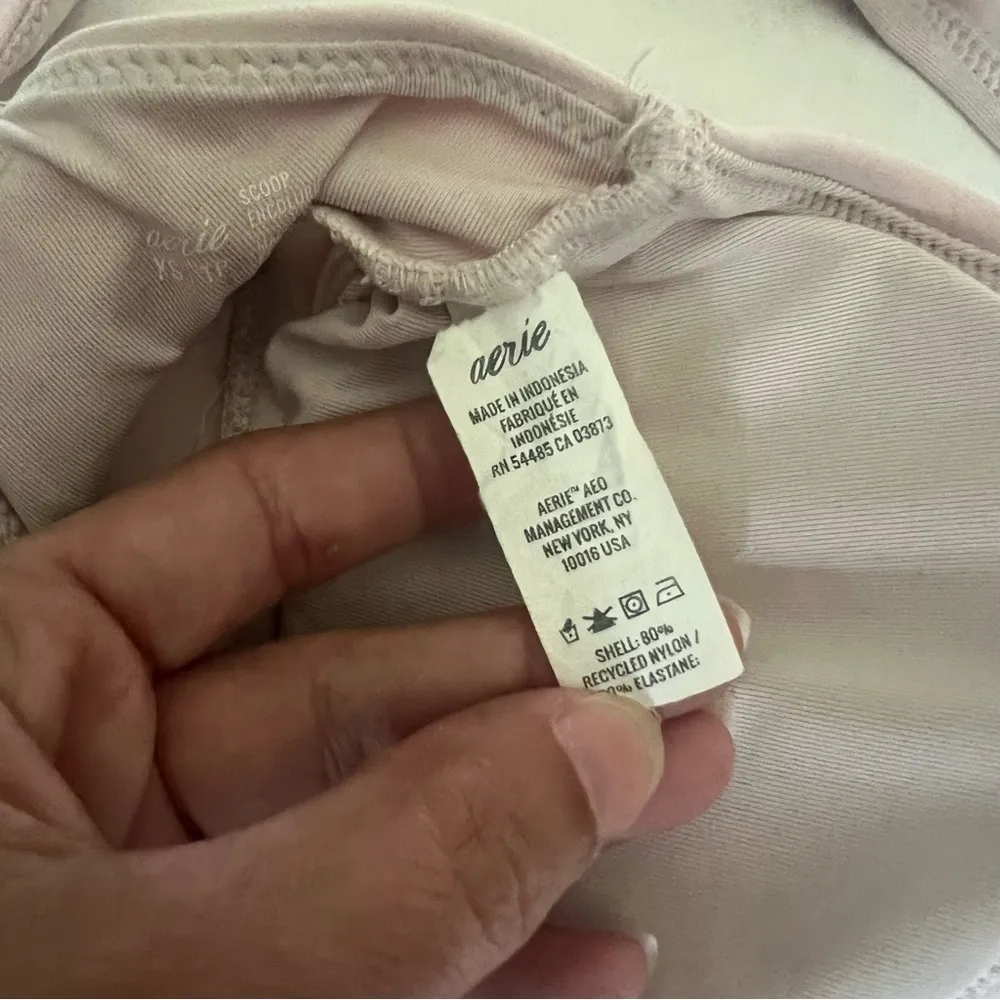 SCOOP
aerie
XS
aerie
MADE IN INDONESIA
FABRIQUÉ EN
INDONÉSIE
RN 54485 CA 03873
AERIE™ AEO
MANAGEMENT CO.
NEW YORK, NY
10016 USA
SHELL: 80%
RECYCLED NYLON /
ELASTANE: